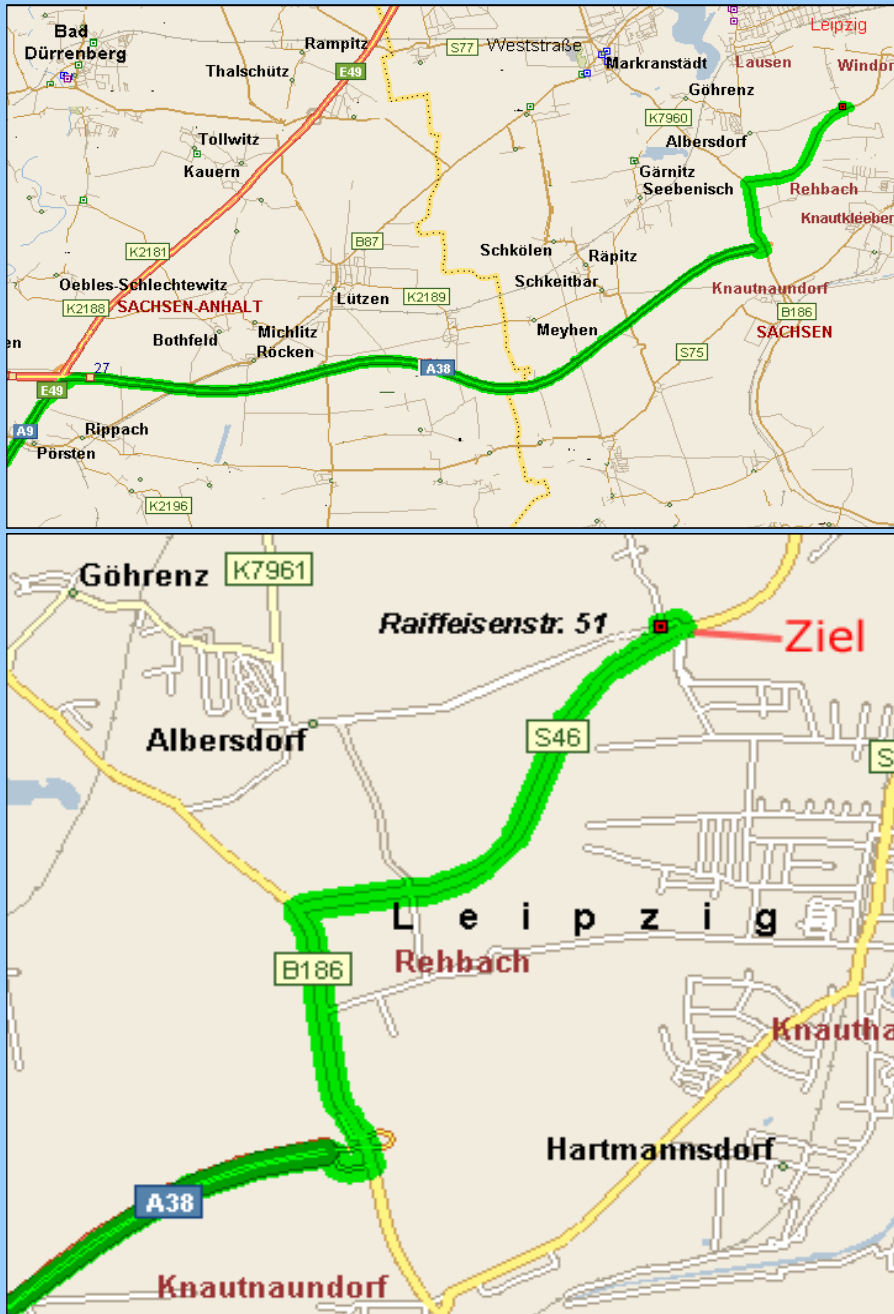 Leipzig
Bad
Dürrenberg
Rampitz
S77
Weststraße
Markranstädt
Lausen
Windor
Thalschütz
E49
Göhrenz
K7960
Tollwitz
Albersdorf
Kauern
Gärnitz
Seebenisch
Rehbach
Knautkleeber
K2181
B87
Schkölen
Räpitz
Oebles-Schlechtewitz
Schkeitbar
Knautnaundorf
K2188
SACHSEN-ANHALT
Lützen
K2189
B186
Michlitz
Meyhen
SACHSEN
en
Bothfeld
Röcken
S75
27
A38
E49
A9
Rippach
Pörsten
K2196
Göhrenz
K7961
Raiffeisenstr. 51
Ziel
Albersdorf
S46
S
Leipzig
B186
Rehbach
Knautha
Hartmannsdorf
A38
Knautnaundorf